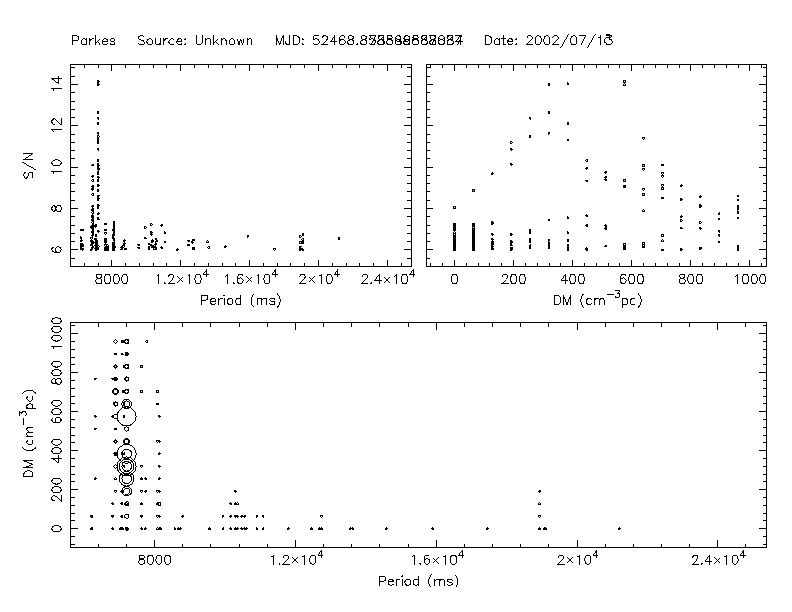 Parkes Source: Unknown MJD: Date: 2002/07/
14
12
10
8
6
S/N
8000 1.2×10⁴ 1.6×10⁴ 2×10⁴ 2.4×10⁴
Period (ms)
0 200 400 600 800 1000
DM (cm⁻³pc)
1000
800
600
400
200
0
DM (cm⁻³pc)
8000 1.2×10⁴ 1.6×10⁴ 2×10⁴ 2.4×10⁴
Period (ms)